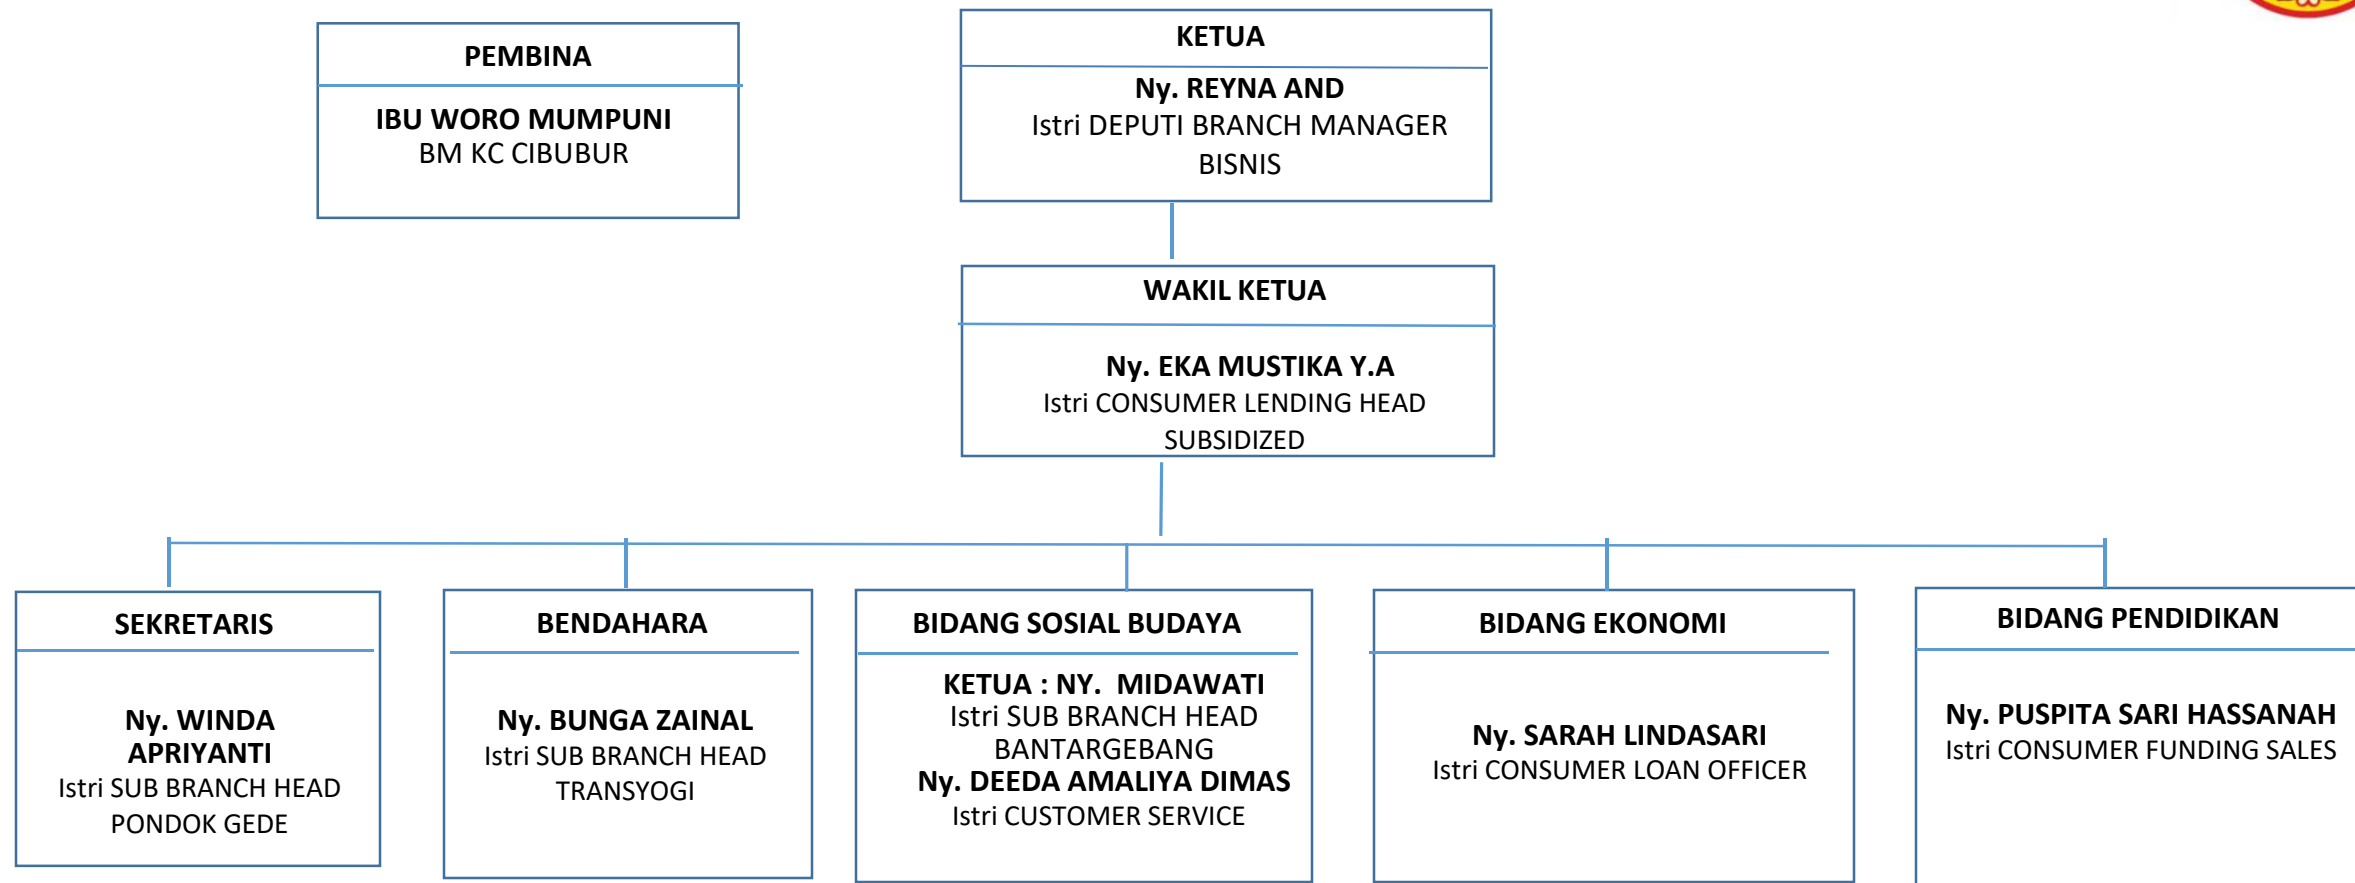 PEMBINA
IBU WORO MUMPUNI
BM KC CIBUBUR
KETUA
Ny. REYNA AND
Istri DEPUTI BRANCH MANAGER
BISNIS
WAKIL KETUA
Ny. EKA MUSTIKA Y.A
Istri CONSUMER LENDING HEAD
SUBSIDIZED
SEKRETARIS
Ny. WINDA
APRIYANTI
Istri SUB BRANCH HEAD
PONDOK GEDE
BENDAHARA
Ny. BUNGA ZAINAL
Istri SUB BRANCH HEAD
TRANSYOGI
BIDANG SOSIAL BUDAYA
KETUA : NY. MIDAWATI
Istri SUB BRANCH HEAD
BANTARGEBANG
Ny. DEEDA AMALIYA DIMAS
Istri CUSTOMER SERVICE
BIDANG EKONOMI
Ny. SARAH LINDASARI
Istri CONSUMER LOAN OFFICER
BIDANG PENDIDIKAN
Ny. PUSPITA SARI HASSANAH
Istri CONSUMER FUNDING SALES